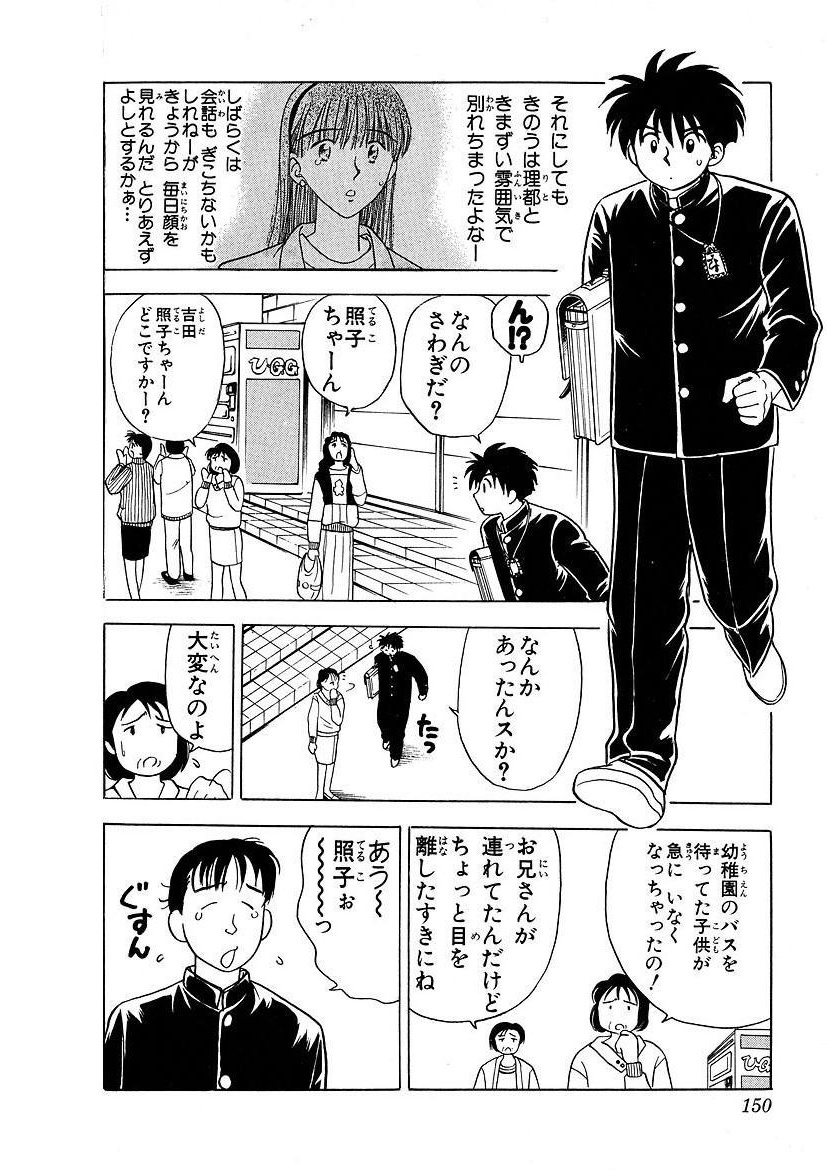 それにしても
きのうは理都と
きまずい雰囲気で
別れちまったよなー
しばらくは
会話も ぎこちないかも
しれねーが
きょうから 毎日顔を
見れるんだ とりあえず
よしとするかぁ…
ん!?
なんの
さわぎだ?
照子
ちゃーん
吉田
照子ちゃーん
どこですかー?
なんか
あったんスか?
たっ
大変なのよ
幼稚園のバスを
待ってた子供が
急に いなく
なっちゃったの!
お兄さんが
連れてたんだけど
ちょっと目を
離したすきにね
あう〜
照子ぉ
〜〜〜っ
ぐすん
150